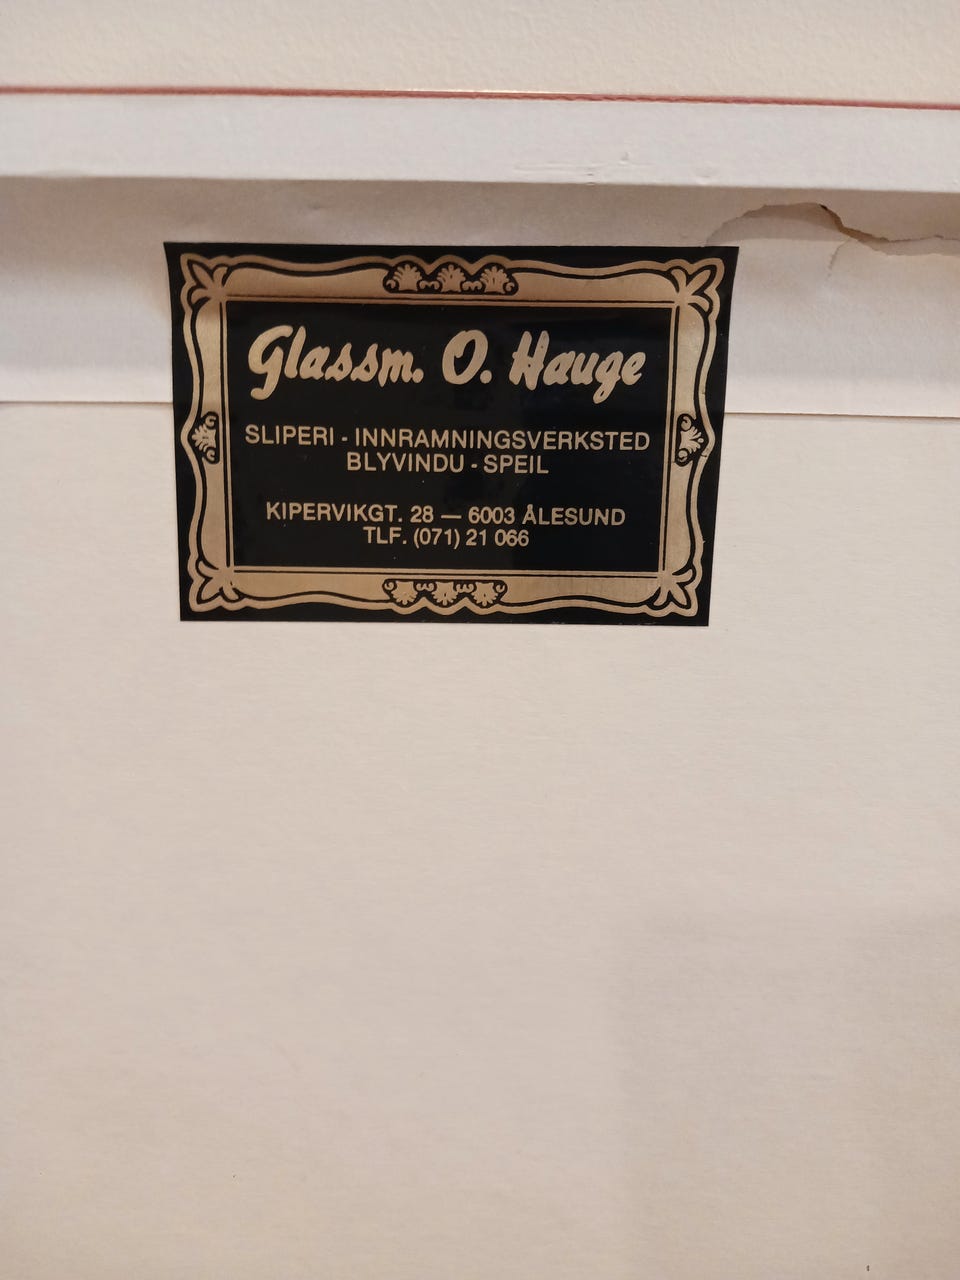 Glassm. O. Hauge
SLIPERI - INNRAMNINGSVERKSTED
BLYVINDU - SPEIL
KIPERVIKGT. 28 — 6003 ÅLESUND
TLF. (071) 21 066